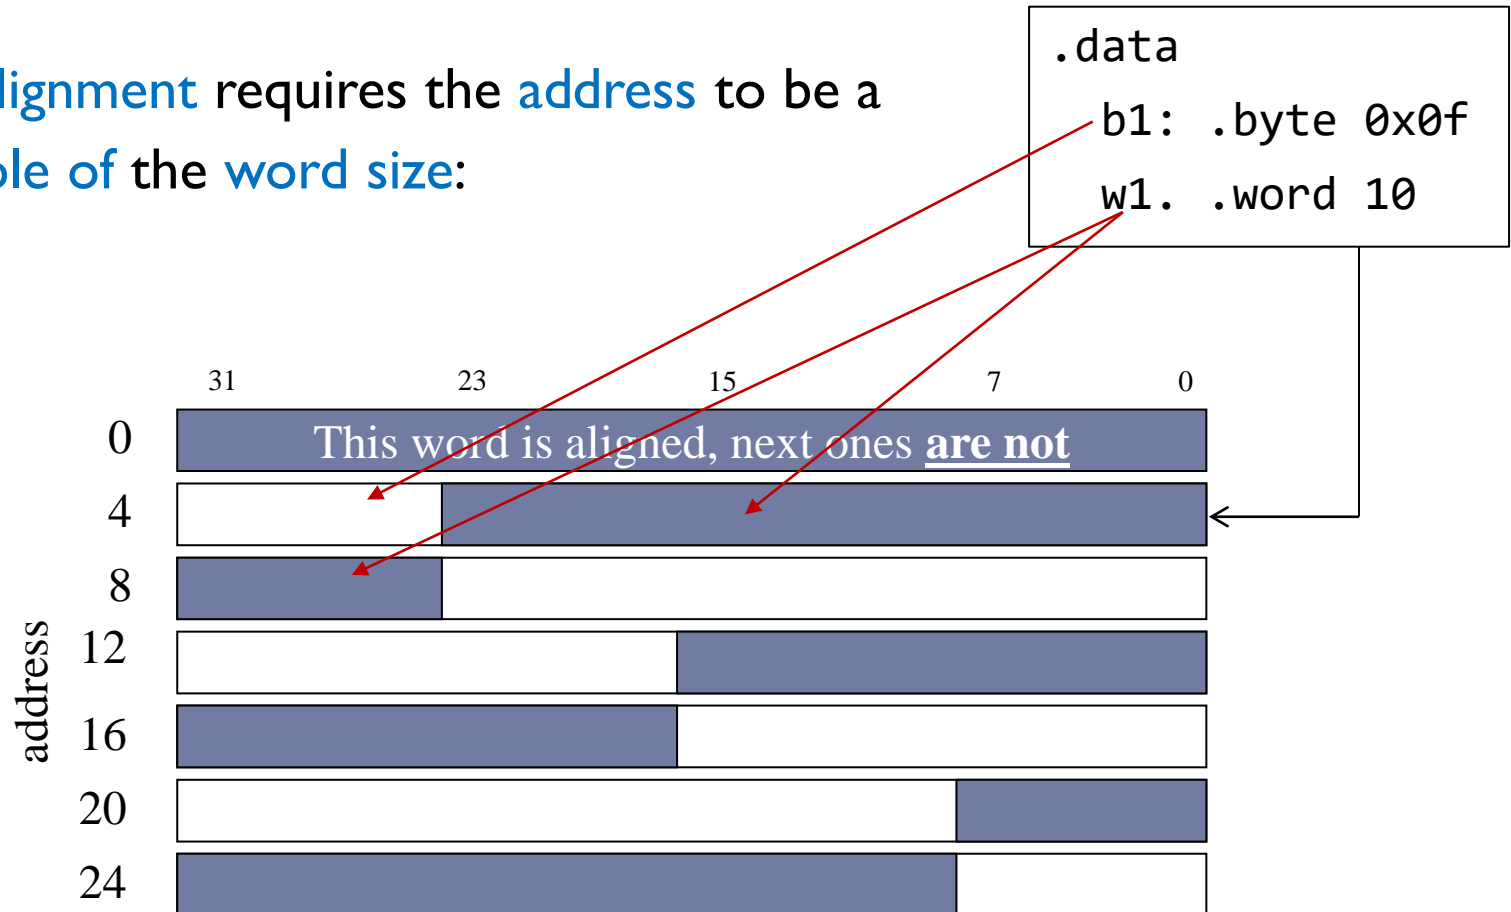 lignment requires the address to be a
ple of the word size:
.data
b1: .byte 0x0f
w1. .word 10
31 23 15 7 0
0 This word is aligned, next ones are not
4
8
12
16
20
24
address